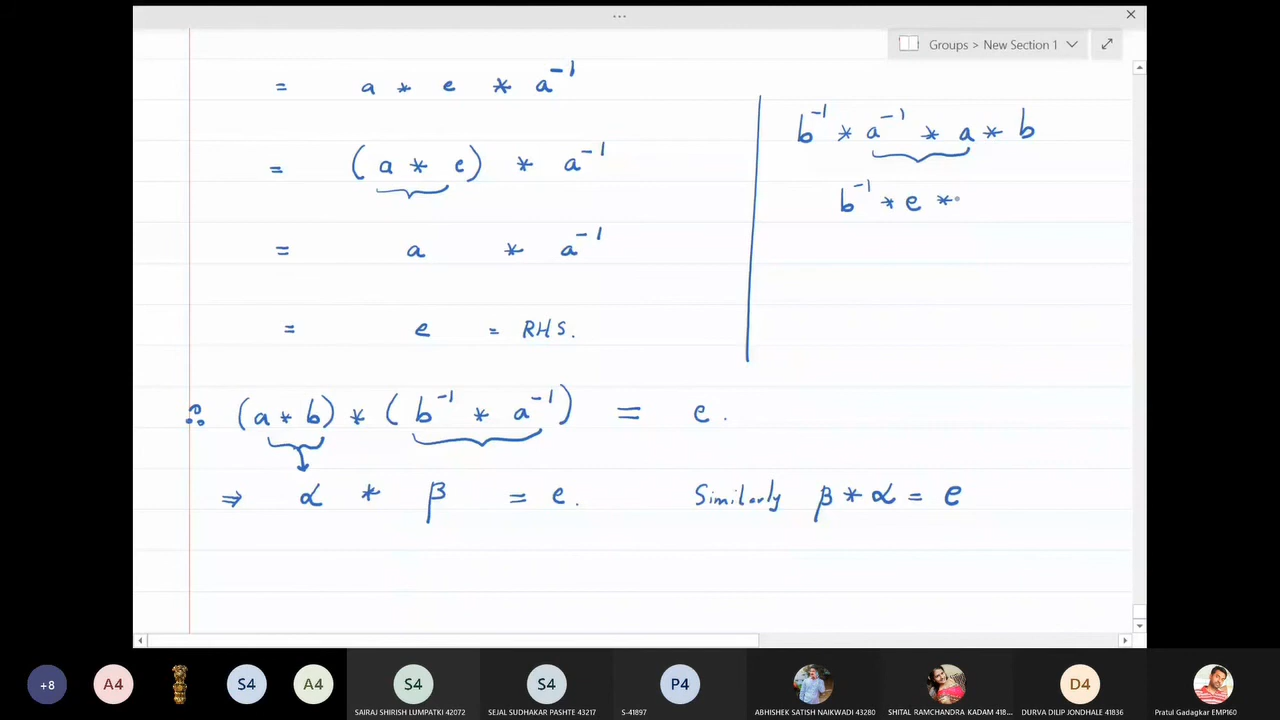 ...
Groups > New Section 1
= a * e * a⁻¹
= (a * e) * a⁻¹
= a * a⁻¹
= e = RHS.
b⁻¹ * a⁻¹ * a * b
b⁻¹ * e *
∴ (a * b) * (b⁻¹ * a⁻¹) = e.
⇒ α * β = e. Similarly β * α = e
+8
A4
S4
A4
S4
SAIRAJ SHIRISH LUMPATKI 42072
S4
SEJAL SUDHAKAR PASHTE 43217
P4
S-41897
ABHISHEK SATISH NAIKWADI 43280
SHITAL RAMCHANDRA KADAM 418...
D4
DURVA DILIP JONDHALE 41836
Pratul Gadagkar EMP160